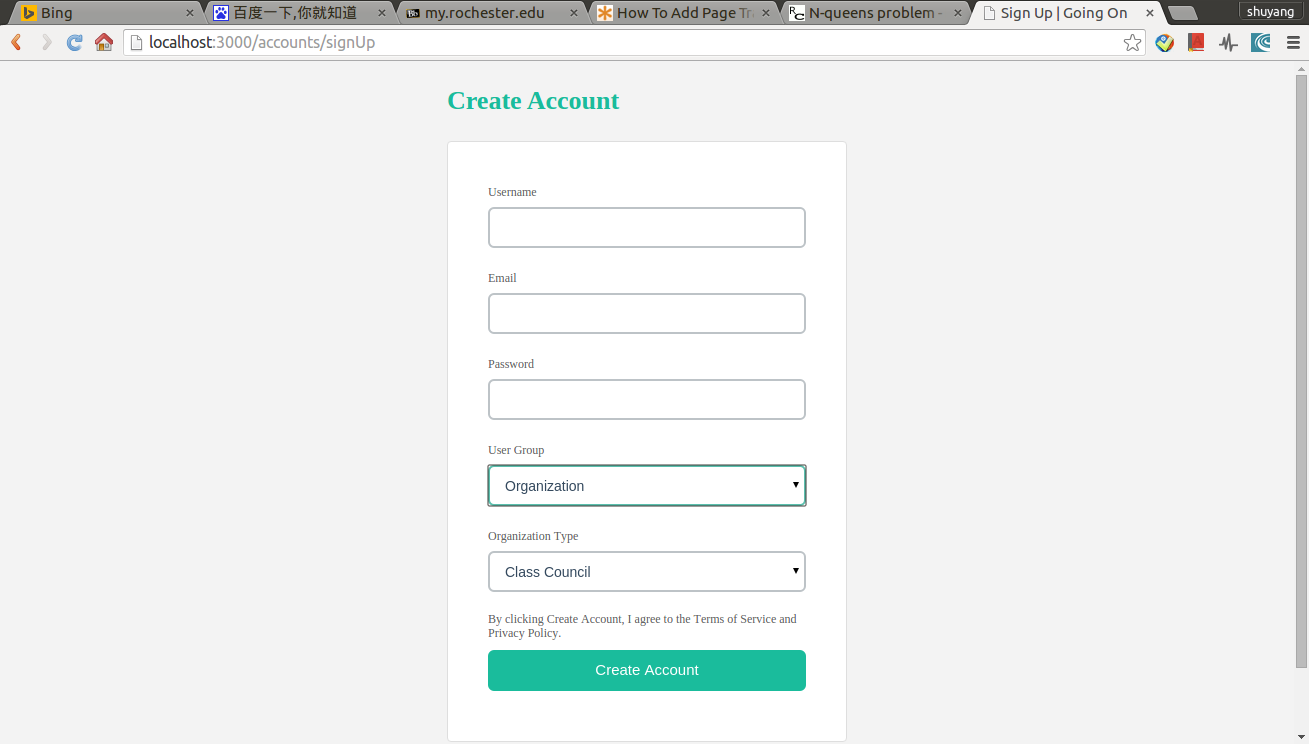 Bing
百度一下,你就知道
my.rochester.edu
How To Add Page Tr
N-queens problem -
Sign Up | Going On
shuyang
localhost:3000/accounts/signUp
Create Account
Username
Email
Password
User Group
Organization
Organization Type
Class Council
By clicking Create Account, I agree to the Terms of Service and
Privacy Policy.
Create Account